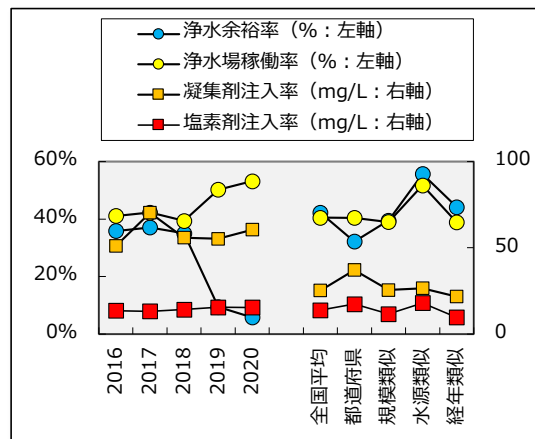 浄水余裕率（%：左軸）
浄水場稼働率（%：左軸）
凝集剤注入率（mg/L：右軸）
塩素剤注入率（mg/L：右軸）
60%
40%
20%
0%
100
50
0
2016
2017
2018
2019
2020
全国平均
都道府県
規模類似
水源類似
経年類似